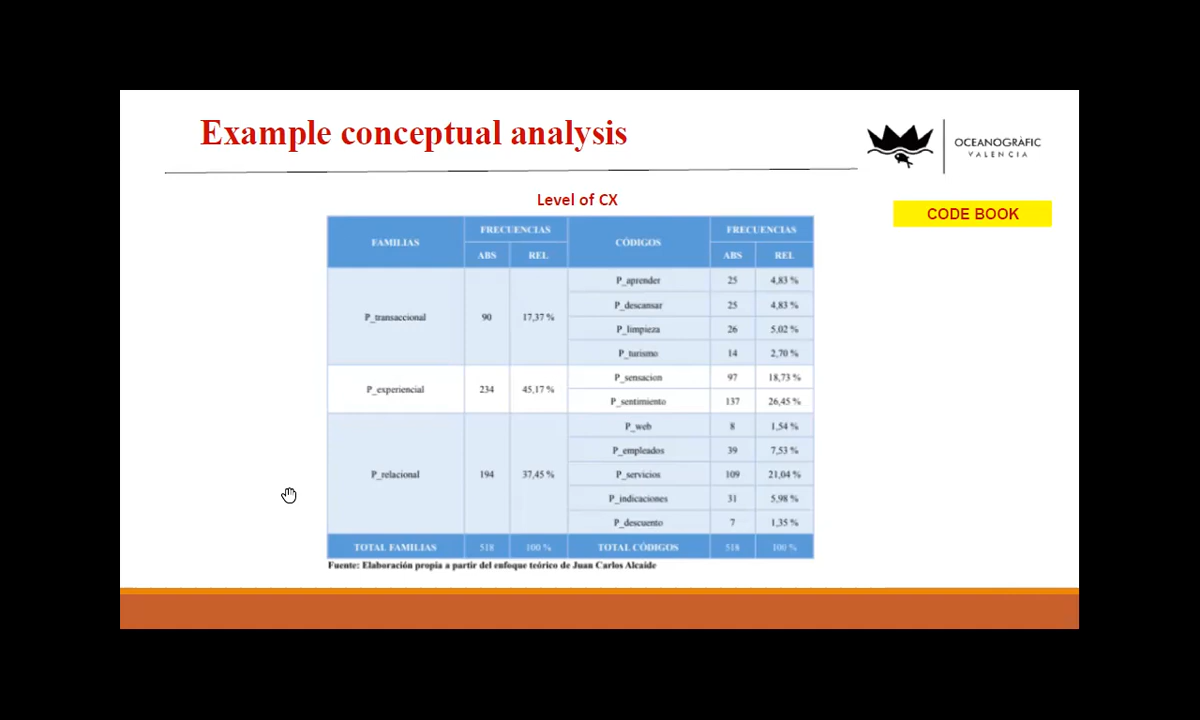 Example conceptual analysis
OCEANOGRÀFIC
VALENCIA
Level of CX
CODE BOOK
FAMILIAS FRECUENCIAS CÓDIGOS FRECUENCIAS
ABS REL ABS REL
P_transaccional 90 17,37 % P_aprender 25 4,83 %
P_descansar 25 4,83 %
P_limpieza 26 5,02 %
P_turismo 14 2,70 %
P_experiencial 234 45,17 % P_sensacion 97 18,73 %
P_sentimiento 137 26,45 %
P_relacional 194 37,45 % P_web 8 1,54 %
P_empleados 39 7,53 %
P_servicios 109 21,04 %
P_indicaciones 31 5,98 %
P_descuento 7 1,35 %
TOTAL FAMILIAS 518 100 % TOTAL CÓDIGOS 518 100 %
Fuente: Elaboración propia a partir del enfoque teórico de Juan Carlos Alcaide